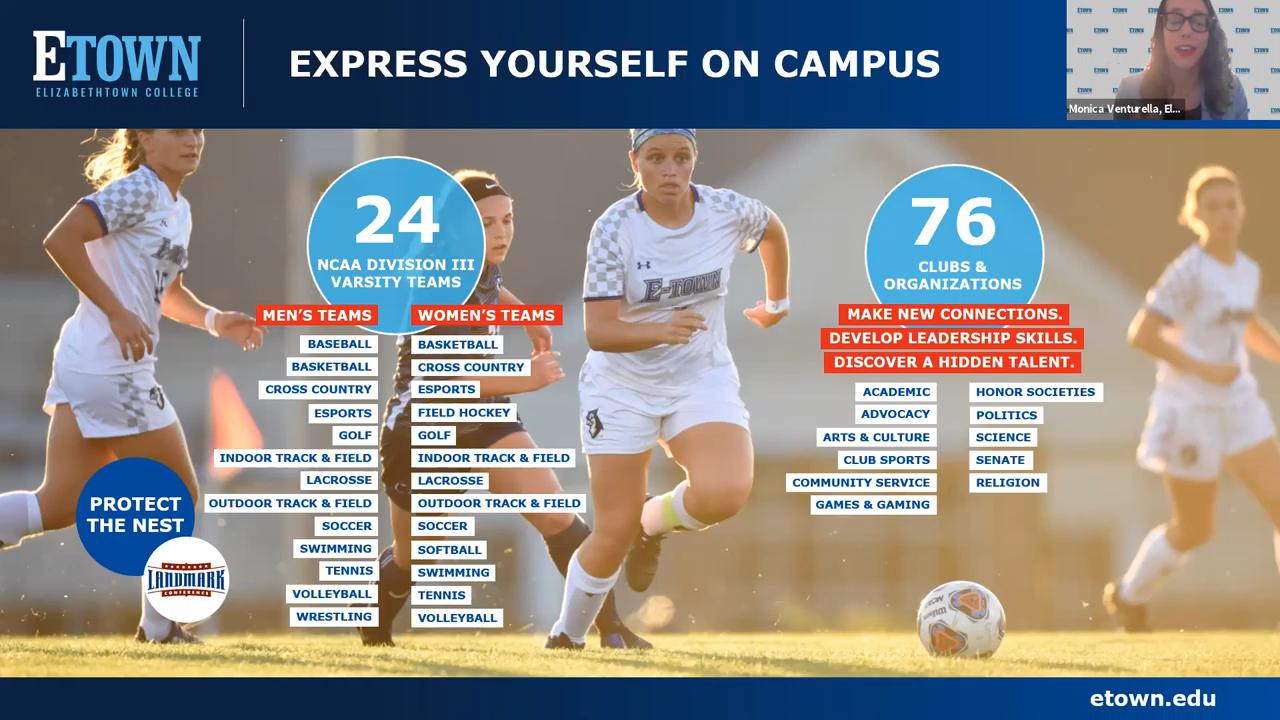 ETOWN
ELIZABETHTOWN COLLEGE
EXPRESS YOURSELF ON CAMPUS
Monica Venturella, El...
24
NCAA DIVISION III
VARSITY TEAMS
MEN'S TEAMS
BASEBALL
BASKETBALL
CROSS COUNTRY
ESPORTS
GOLF
INDOOR TRACK & FIELD
LACROSSE
OUTDOOR TRACK & FIELD
SOCCER
SWIMMING
TENNIS
VOLLEYBALL
WRESTLING
WOMEN'S TEAMS
BASKETBALL
CROSS COUNTRY
ESPORTS
FIELD HOCKEY
GOLF
INDOOR TRACK & FIELD
LACROSSE
OUTDOOR TRACK & FIELD
SOCCER
SOFTBALL
SWIMMING
TENNIS
VOLLEYBALL
PROTECT
THE NEST
LANDMARK
CONFERENCE
E-TOWN
76
CLUBS &
ORGANIZATIONS
MAKE NEW CONNECTIONS.
DEVELOP LEADERSHIP SKILLS.
DISCOVER A HIDDEN TALENT.
ACADEMIC
ADVOCACY
ARTS & CULTURE
CLUB SPORTS
COMMUNITY SERVICE
GAMES & GAMING
HONOR SOCIETIES
POLITICS
SCIENCE
SENATE
RELIGION
etown.edu